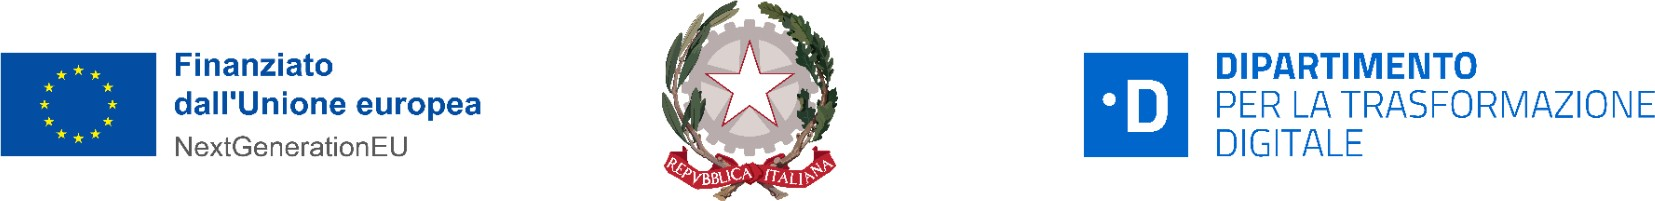 Finanziato
dall'Unione europea
NextGenerationEU
REPVBBLICA ITALIANA
·D
DIPARTIMENTO
PER LA TRASFORMAZIONE
DIGITALE